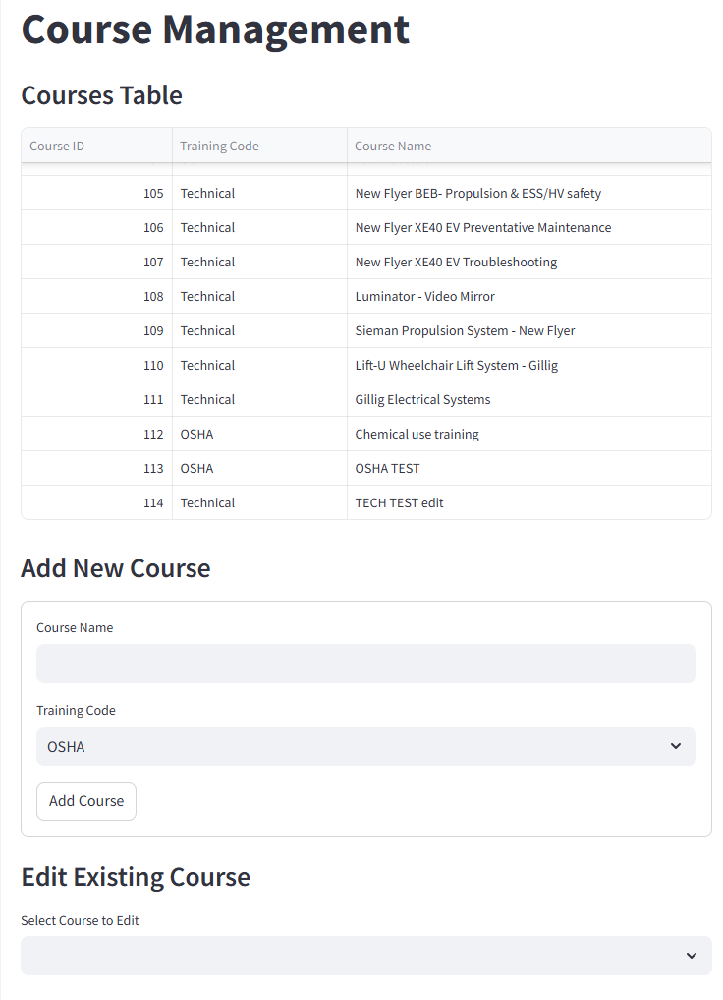 Course Management
Courses Table
Course ID Training Code Course Name
105 Technical New Flyer BEB- Propulsion & ESS/HV safety
106 Technical New Flyer XE40 EV Preventative Maintenance
107 Technical New Flyer XE40 EV Troubleshooting
108 Technical Luminator - Video Mirror
109 Technical Sieman Propulsion System - New Flyer
110 Technical Lift-U Wheelchair Lift System - Gillig
111 Technical Gillig Electrical Systems
112 OSHA Chemical use training
113 OSHA OSHA TEST
114 Technical TECH TEST edit
Add New Course
Course Name
Training Code
OSHA
Add Course
Edit Existing Course
Select Course to Edit